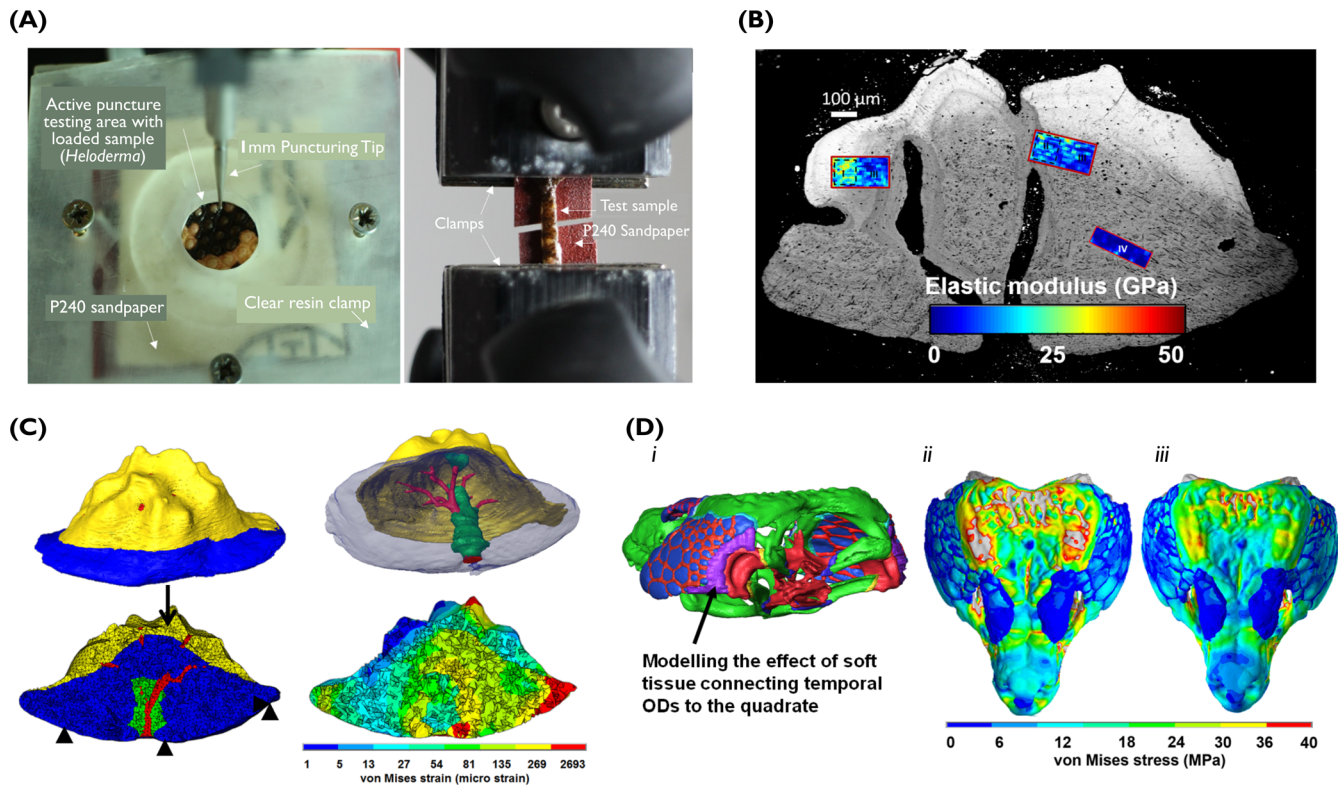 (A)
Active puncture
testing area with
loaded sample
(Heloderma)
1mm Puncturing Tip
P240 sandpaper
Clear resin clamp
Clamps
Test sample
P240 Sandpaper
(B)
100 µm
IV
Elastic modulus (GPa)
0 25 50
(C)
1 5 13 27 54 81 135 269 2693
von Mises strain (micro strain)
(D)
i
ii
iii
Modelling the effect of soft
tissue connecting temporal
ODs to the quadrate
0 6 12 18 24 30 36 40
von Mises stress (MPa)